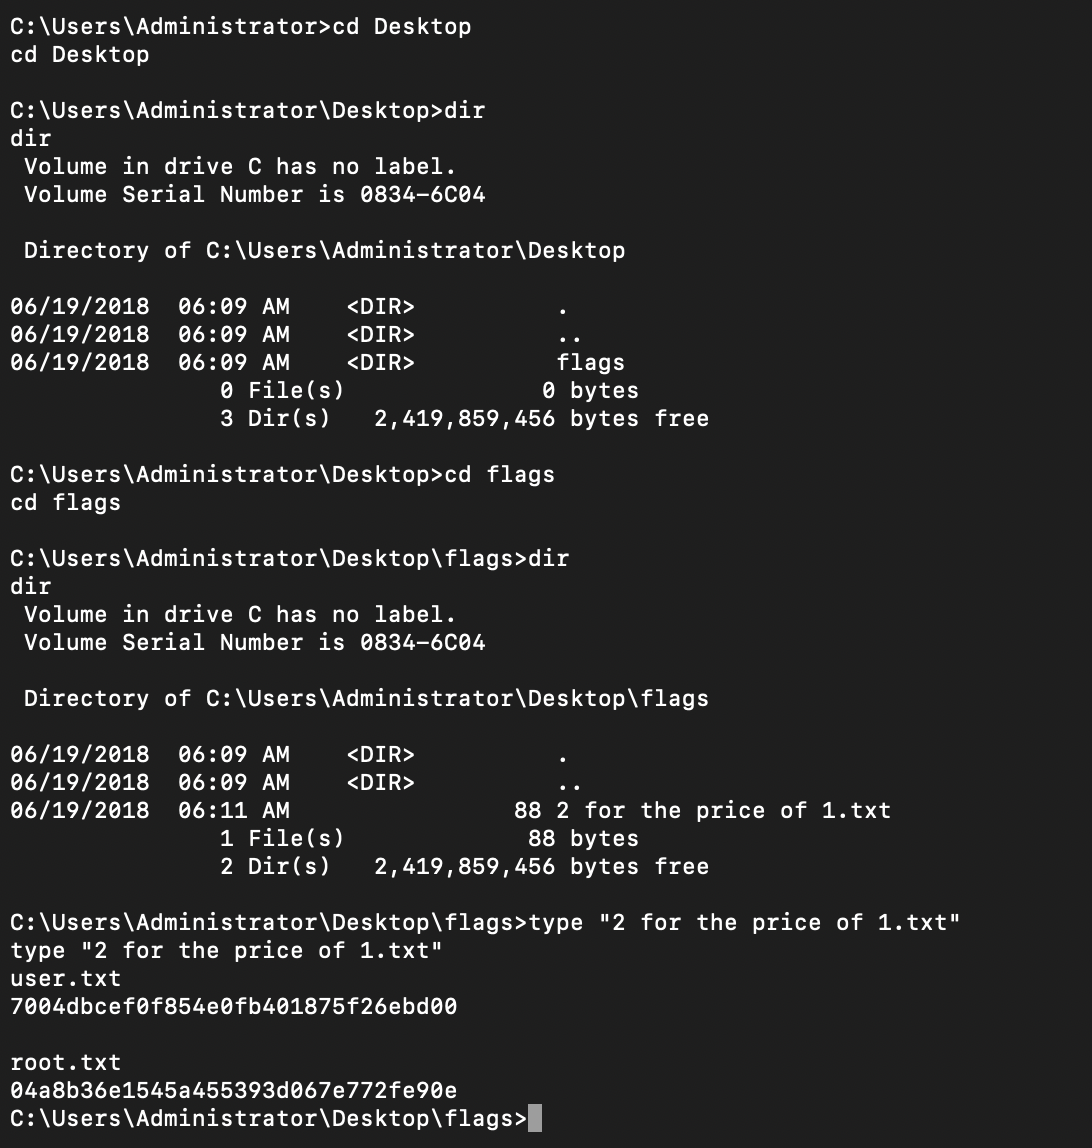 C:\Users\Administrator>cd Desktop
cd Desktop

C:\Users\Administrator\Desktop>dir
dir
 Volume in drive C has no label.
 Volume Serial Number is 0834-6C04

 Directory of C:\Users\Administrator\Desktop

06/19/2018  06:09 AM    <DIR>          .
06/19/2018  06:09 AM    <DIR>          ..
06/19/2018  06:09 AM    <DIR>          flags
               0 File(s)              0 bytes
               3 Dir(s)   2,419,859,456 bytes free

C:\Users\Administrator\Desktop>cd flags
cd flags

C:\Users\Administrator\Desktop\flags>dir
dir
 Volume in drive C has no label.
 Volume Serial Number is 0834-6C04

 Directory of C:\Users\Administrator\Desktop\flags

06/19/2018  06:09 AM    <DIR>          .
06/19/2018  06:09 AM    <DIR>          ..
06/19/2018  06:11 AM                88 2 for the price of 1.txt
               1 File(s)             88 bytes
               2 Dir(s)   2,419,859,456 bytes free

C:\Users\Administrator\Desktop\flags>type "2 for the price of 1.txt"
type "2 for the price of 1.txt"
user.txt
7004dbcef0f854e0fb401875f26ebd00

root.txt
04a8b36e1545a455393d067e772fe90e
C:\Users\Administrator\Desktop\flags>